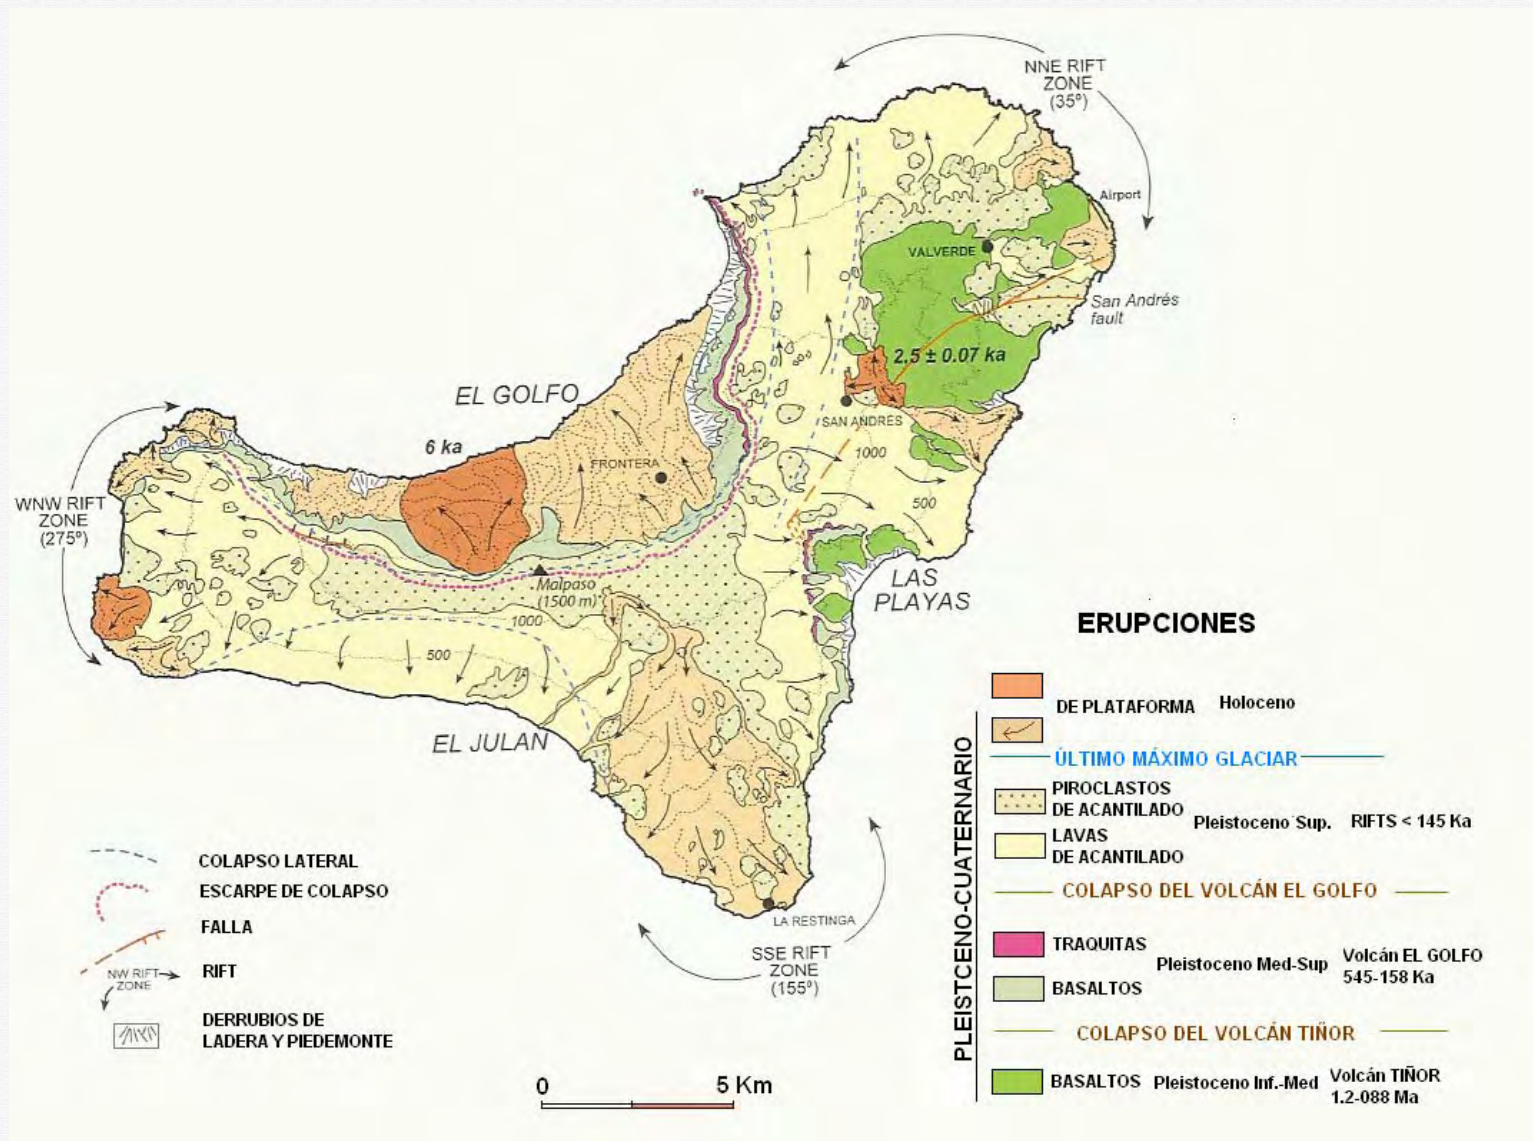 NNE RIFT
ZONE
(35º)
Airport
VALVERDE
San Andrés
fault
2.5 ± 0.07 ka
EL GOLFO
SAN ANDRÉS
6 ka
FRONTERA
1000
500
WNW RIFT
ZONE
(275º)
LAS
PLAYAS
Malpaso
(1500 m)
1000
500
EL JULAN
LA RESTINGA
SSE RIFT
ZONE
(155º)
COLAPSO LATERAL
ESCARPE DE COLAPSO
FALLA
NW RIFT
ZONE
RIFT
DERRUBIOS DE
LADERA Y PIEDEMONTE
0 5 Km
ERUPCIONES
PLEISTCENO-CUATERNARIO
DE PLATAFORMA Holoceno
ÚLTIMO MÁXIMO GLACIAR
PIROCLASTOS
DE ACANTILADO
Pleistoceno Sup. RIFTS < 145 Ka
LAVAS
DE ACANTILADO
COLAPSO DEL VOLCÁN EL GOLFO
TRAQUITAS
Pleistoceno Med-Sup
Volcán EL GOLFO
545-158 Ka
BASALTOS
COLAPSO DEL VOLCÁN TIÑOR
BASALTOS Pleistoceno Inf.-Med
Volcán TIÑOR
1.2-088 Ma